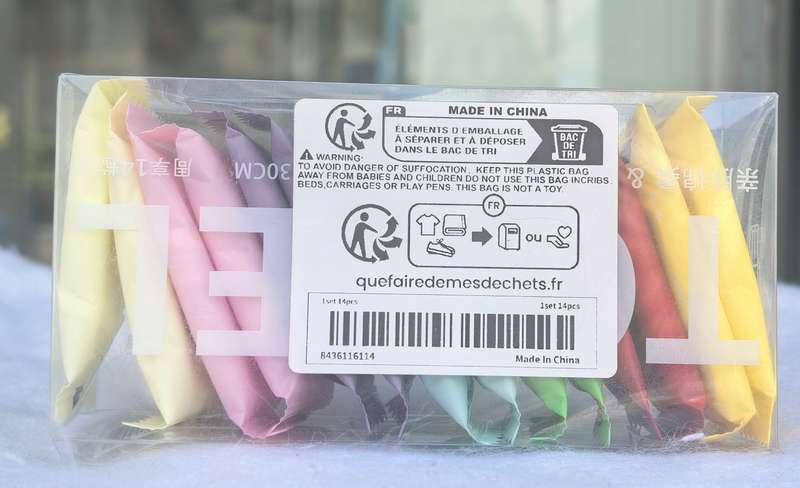 FR
MADE IN CHINA
ÉLÉMENTS D'EMBALLAGE
À SÉPARER ET À DÉPOSER
DANS LE BAC DE TRI
BAC
DE TRI
WARNING:
TO AVOID DANGER OF SUFFOCATION, KEEP THIS PLASTIC BAG
AWAY FROM BABIES AND CHILDREN DO NOT USE THIS BAG INCRIBS
BEDS,CARRIAGES OR PLAY PENS. THIS BAG IS NOT A TOY.
FR
OU
quefairedemesdechets.fr
1set 14pcs
1set 14pcs
8436116114
Made In China
30CM